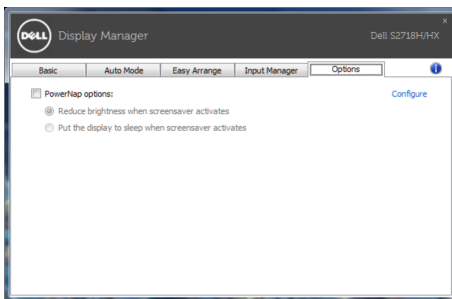 DELL Display Manager Dell S2718H/HX
Basic Auto Mode Easy Arrange Input Manager Options
PowerNap options: Configure
Reduce brightness when screensaver activates
Put the display to sleep when screensaver activates